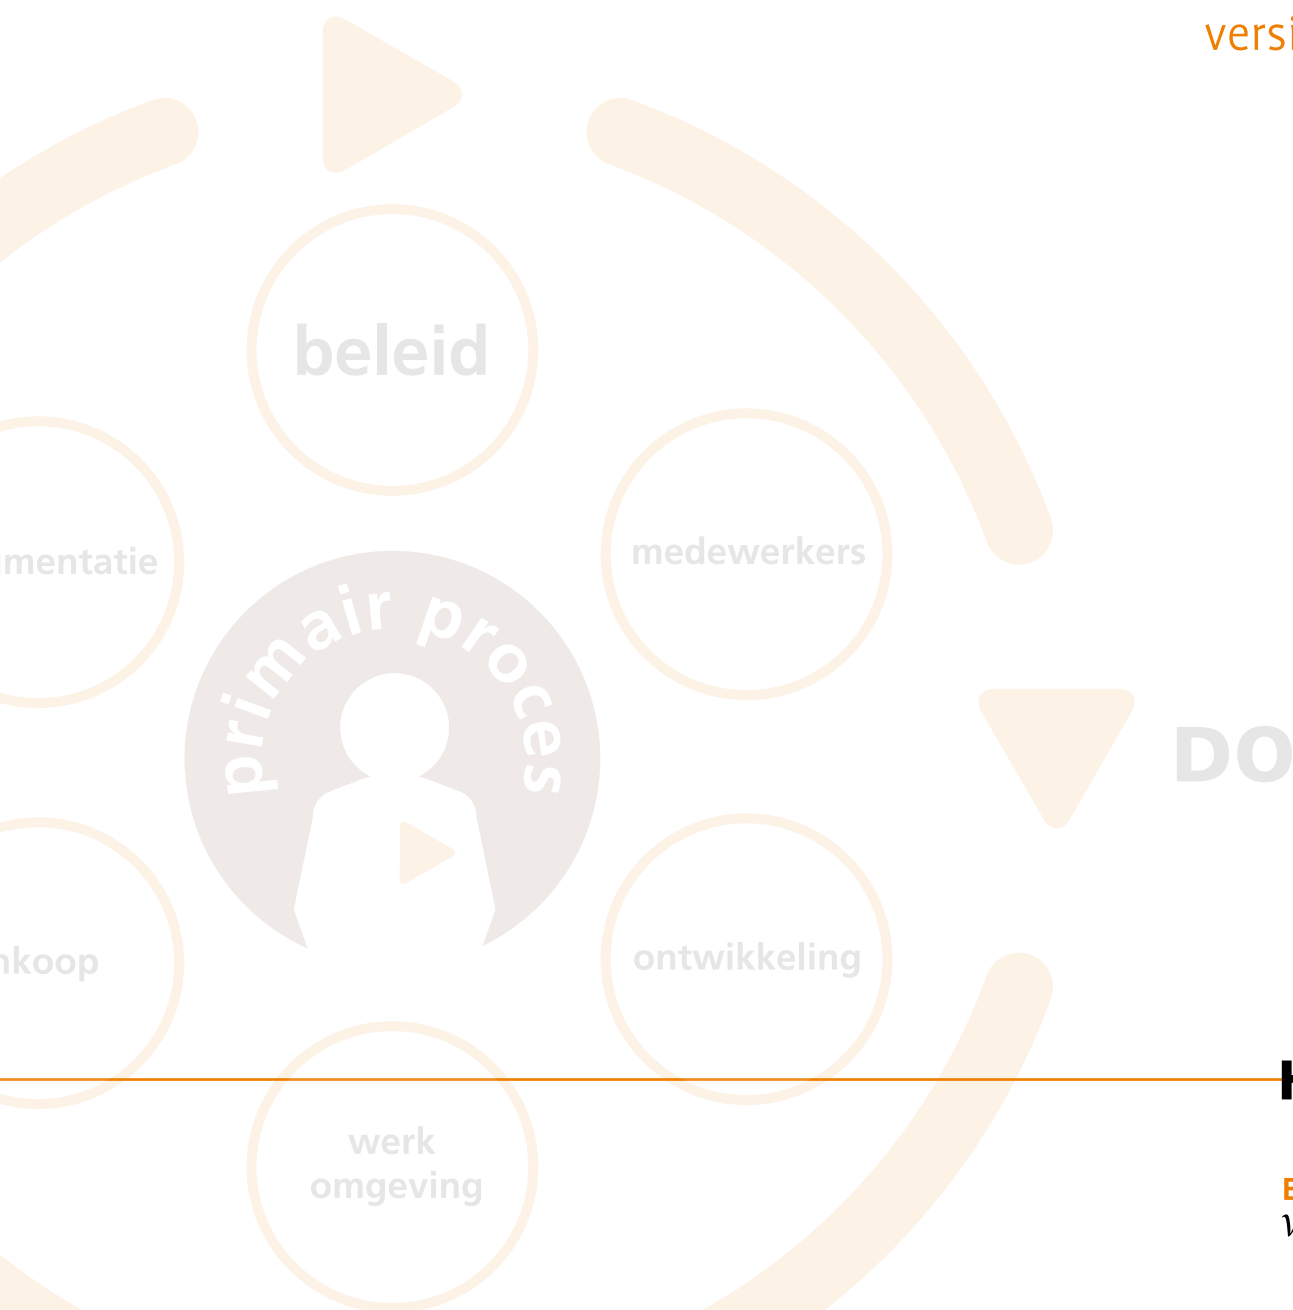 versi
beleid
mentatie
medewerkers
primair proces
DO
nkoop
ontwikkeling
werk
omgeving